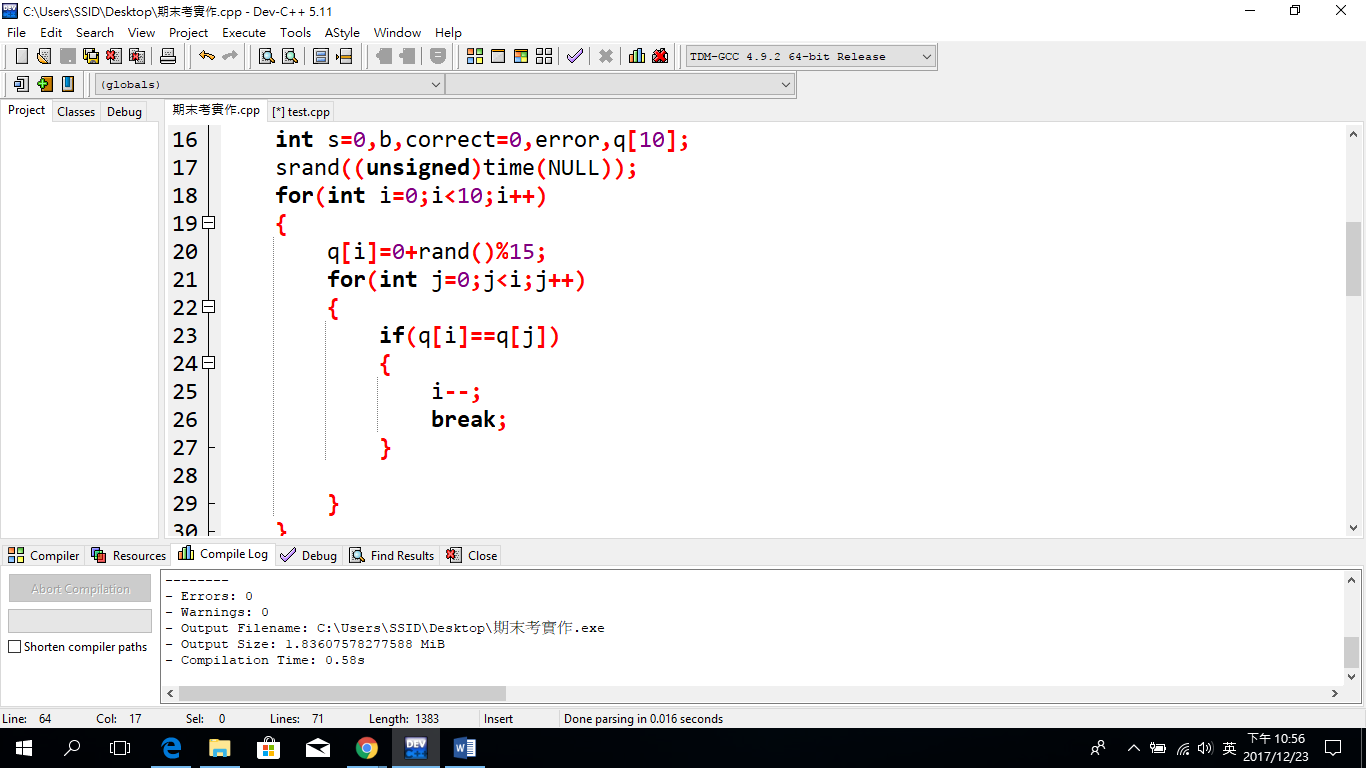 C:\Users\SSID\Desktop\期末考實作.cpp - Dev-C++ 5.11
File Edit Search View Project Execute Tools AStyle Window Help
TDM-GCC 4.9.2 64-bit Release
(globals)
Project Classes Debug 期末考實作.cpp [*] test.cpp
16 int s=0,b,correct=0,error,q[10];
17 srand((unsigned)time(NULL));
18 for(int i=0;i<10;i++)
19 {
20 q[i]=0+rand()%15;
21 for(int j=0;j<i;j++)
22 {
23 if(q[i]==q[j])
24 {
25 i--;
26 break;
27 }
28
29 }
30 }
Compiler Resources Compile Log Debug Find Results Close
Abort Compilation
Shorten compiler paths
--------
- Errors: 0
- Warnings: 0
- Output Filename: C:\Users\SSID\Desktop\期末考實作.exe
- Output Size: 1.83607578277588 MiB
- Compilation Time: 0.58s
Line: 64 Col: 17 Sel: 0 Lines: 71 Length: 1383 Insert Done parsing in 0.016 seconds
DEV
英
下午 10:56
2017/12/23